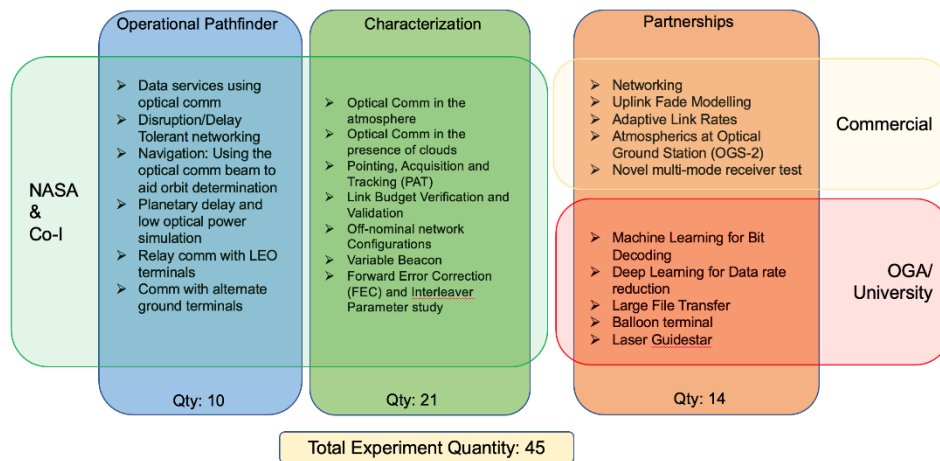 Operational Pathfinder
➢ Data services using
optical comm
➢ Disruption/Delay
Tolerant networking
➢ Navigation: Using the
optical comm beam to
aid orbit determination
➢ Planetary delay and
low optical power
simulation
➢ Relay comm with LEO
terminals
➢ Comm with alternate
ground terminals
Qty: 10
Characterization
➢ Optical Comm in the
atmosphere
➢ Optical Comm in the
presence of clouds
➢ Pointing, Acquisition and
Tracking (PAT)
➢ Link Budget Verification and
Validation
➢ Off-nominal network
Configurations
➢ Variable Beacon
➢ Forward Error Correction
(FEC) and Interleaver
Parameter study
Qty: 21
Partnerships
➢ Networking
➢ Uplink Fade Modelling
➢ Adaptive Link Rates
➢ Atmospherics at Optical
Ground Station (OGS-2)
➢ Novel multi-mode receiver test
➢ Machine Learning for Bit
Decoding
➢ Deep Learning for Data rate
reduction
➢ Large File Transfer
➢ Balloon terminal
➢ Laser Guidestar
Qty: 14
NASA
&
Co-I
Commercial
OGA/
University
Total Experiment Quantity: 45